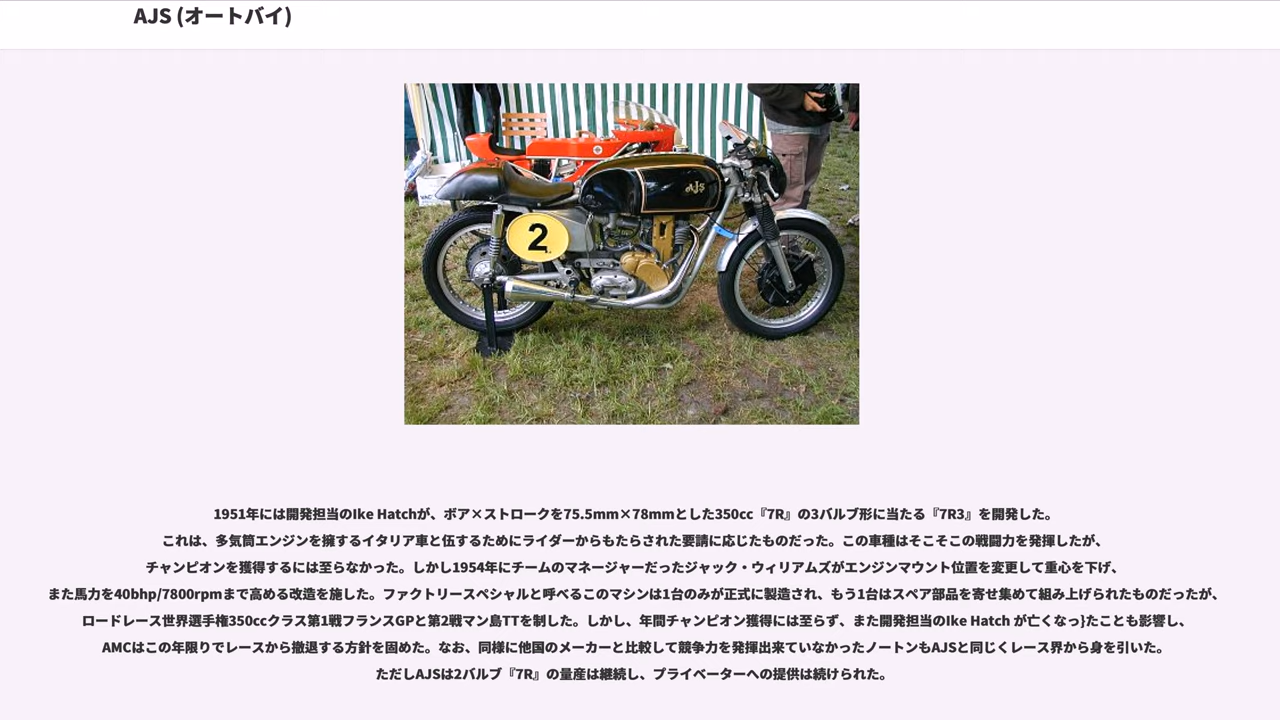 AJS (オートバイ)
AJS
2
1951年には開発担当のIke Hatchが、ボア×ストロークを75.5mm×78mmとした350cc『7R』の3バルブ形に当たる『7R3』を開発した。
これは、多気筒エンジンを擁するイタリア車と伍するためにライダーからもたらされた要請に応じたものだった。この車種はそこそこの戦闘力を発揮したが、
チャンピオンを獲得するには至らなかった。しかし1954年にチームのマネージャーだったジャック・ウィリアムズがエンジンマウント位置を変更して重心を下げ、
また馬力を40bhp/7800rpmまで高める改造を施した。ファクトリースペシャルと呼べるこのマシンは1台のみが正式に製造され、もう1台はスペア部品を寄せ集めて組み上げられたものだったが、
ロードレース世界選手権350ccクラス第1戦フランスGPと第2戦マン島TTを制した。しかし、年間チャンピオン獲得には至らず、また開発担当のIke Hatch が亡くなっ}たことも影響し、
AMCはこの年限りでレースから撤退する方針を固めた。なお、同様に他国のメーカーと比較して競争力を発揮出来ていなかったノートンもAJSと同じくレース界から身を引いた。
ただしAJSは2バルブ『7R』の量産は継続し、プライベーターへの提供は続けられた。